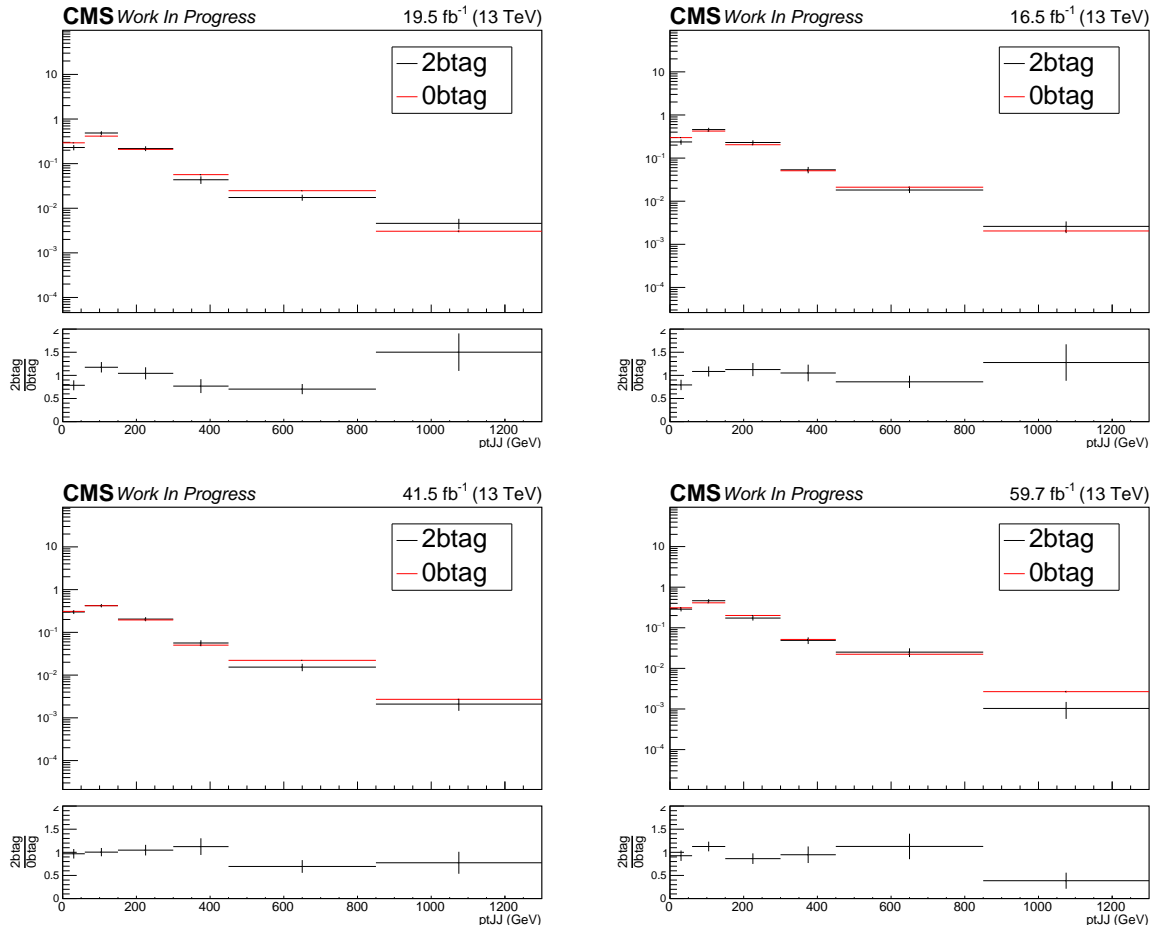 CMS Work In Progress 19.5 fb⁻¹ (13 TeV)
2btag
0btag
10
1
10⁻¹
10⁻²
10⁻³
10⁻⁴
2
1.5
1
0.5
0
2btag
0btag
0 200 400 600 800 1000 1200
ptJJ (GeV)
CMS Work In Progress 16.5 fb⁻¹ (13 TeV)
2btag
0btag
10
1
10⁻¹
10⁻²
10⁻³
10⁻⁴
2
1.5
1
0.5
0
2btag
0btag
0 200 400 600 800 1000 1200
ptJJ (GeV)
CMS Work In Progress 41.5 fb⁻¹ (13 TeV)
2btag
0btag
10
1
10⁻¹
10⁻²
10⁻³
10⁻⁴
2
1.5
1
0.5
0
2btag
0btag
0 200 400 600 800 1000 1200
ptJJ (GeV)
CMS Work In Progress 59.7 fb⁻¹ (13 TeV)
2btag
0btag
10
1
10⁻¹
10⁻²
10⁻³
10⁻⁴
2
1.5
1
0.5
0
2btag
0btag
0 200 400 600 800 1000 1200
ptJJ (GeV)